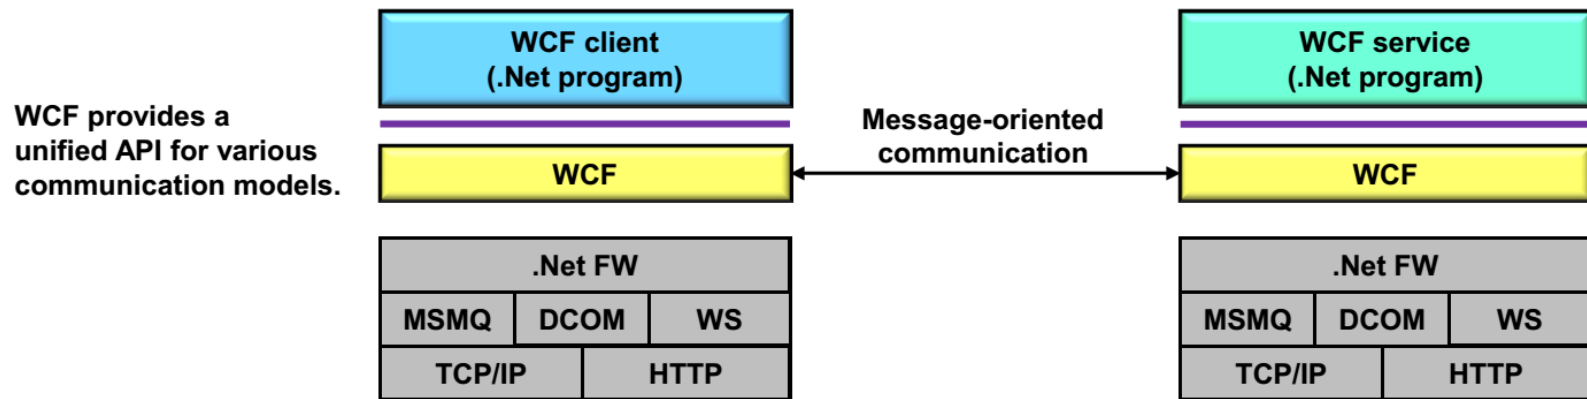 WCF provides a
unified API for various
communication models.
WCF client
(.Net program)
WCF
.Net FW
MSMQ
DCOM
WS
TCP/IP
HTTP
Message-oriented
communication
WCF service
(.Net program)
WCF
.Net FW
MSMQ
DCOM
WS
TCP/IP
HTTP